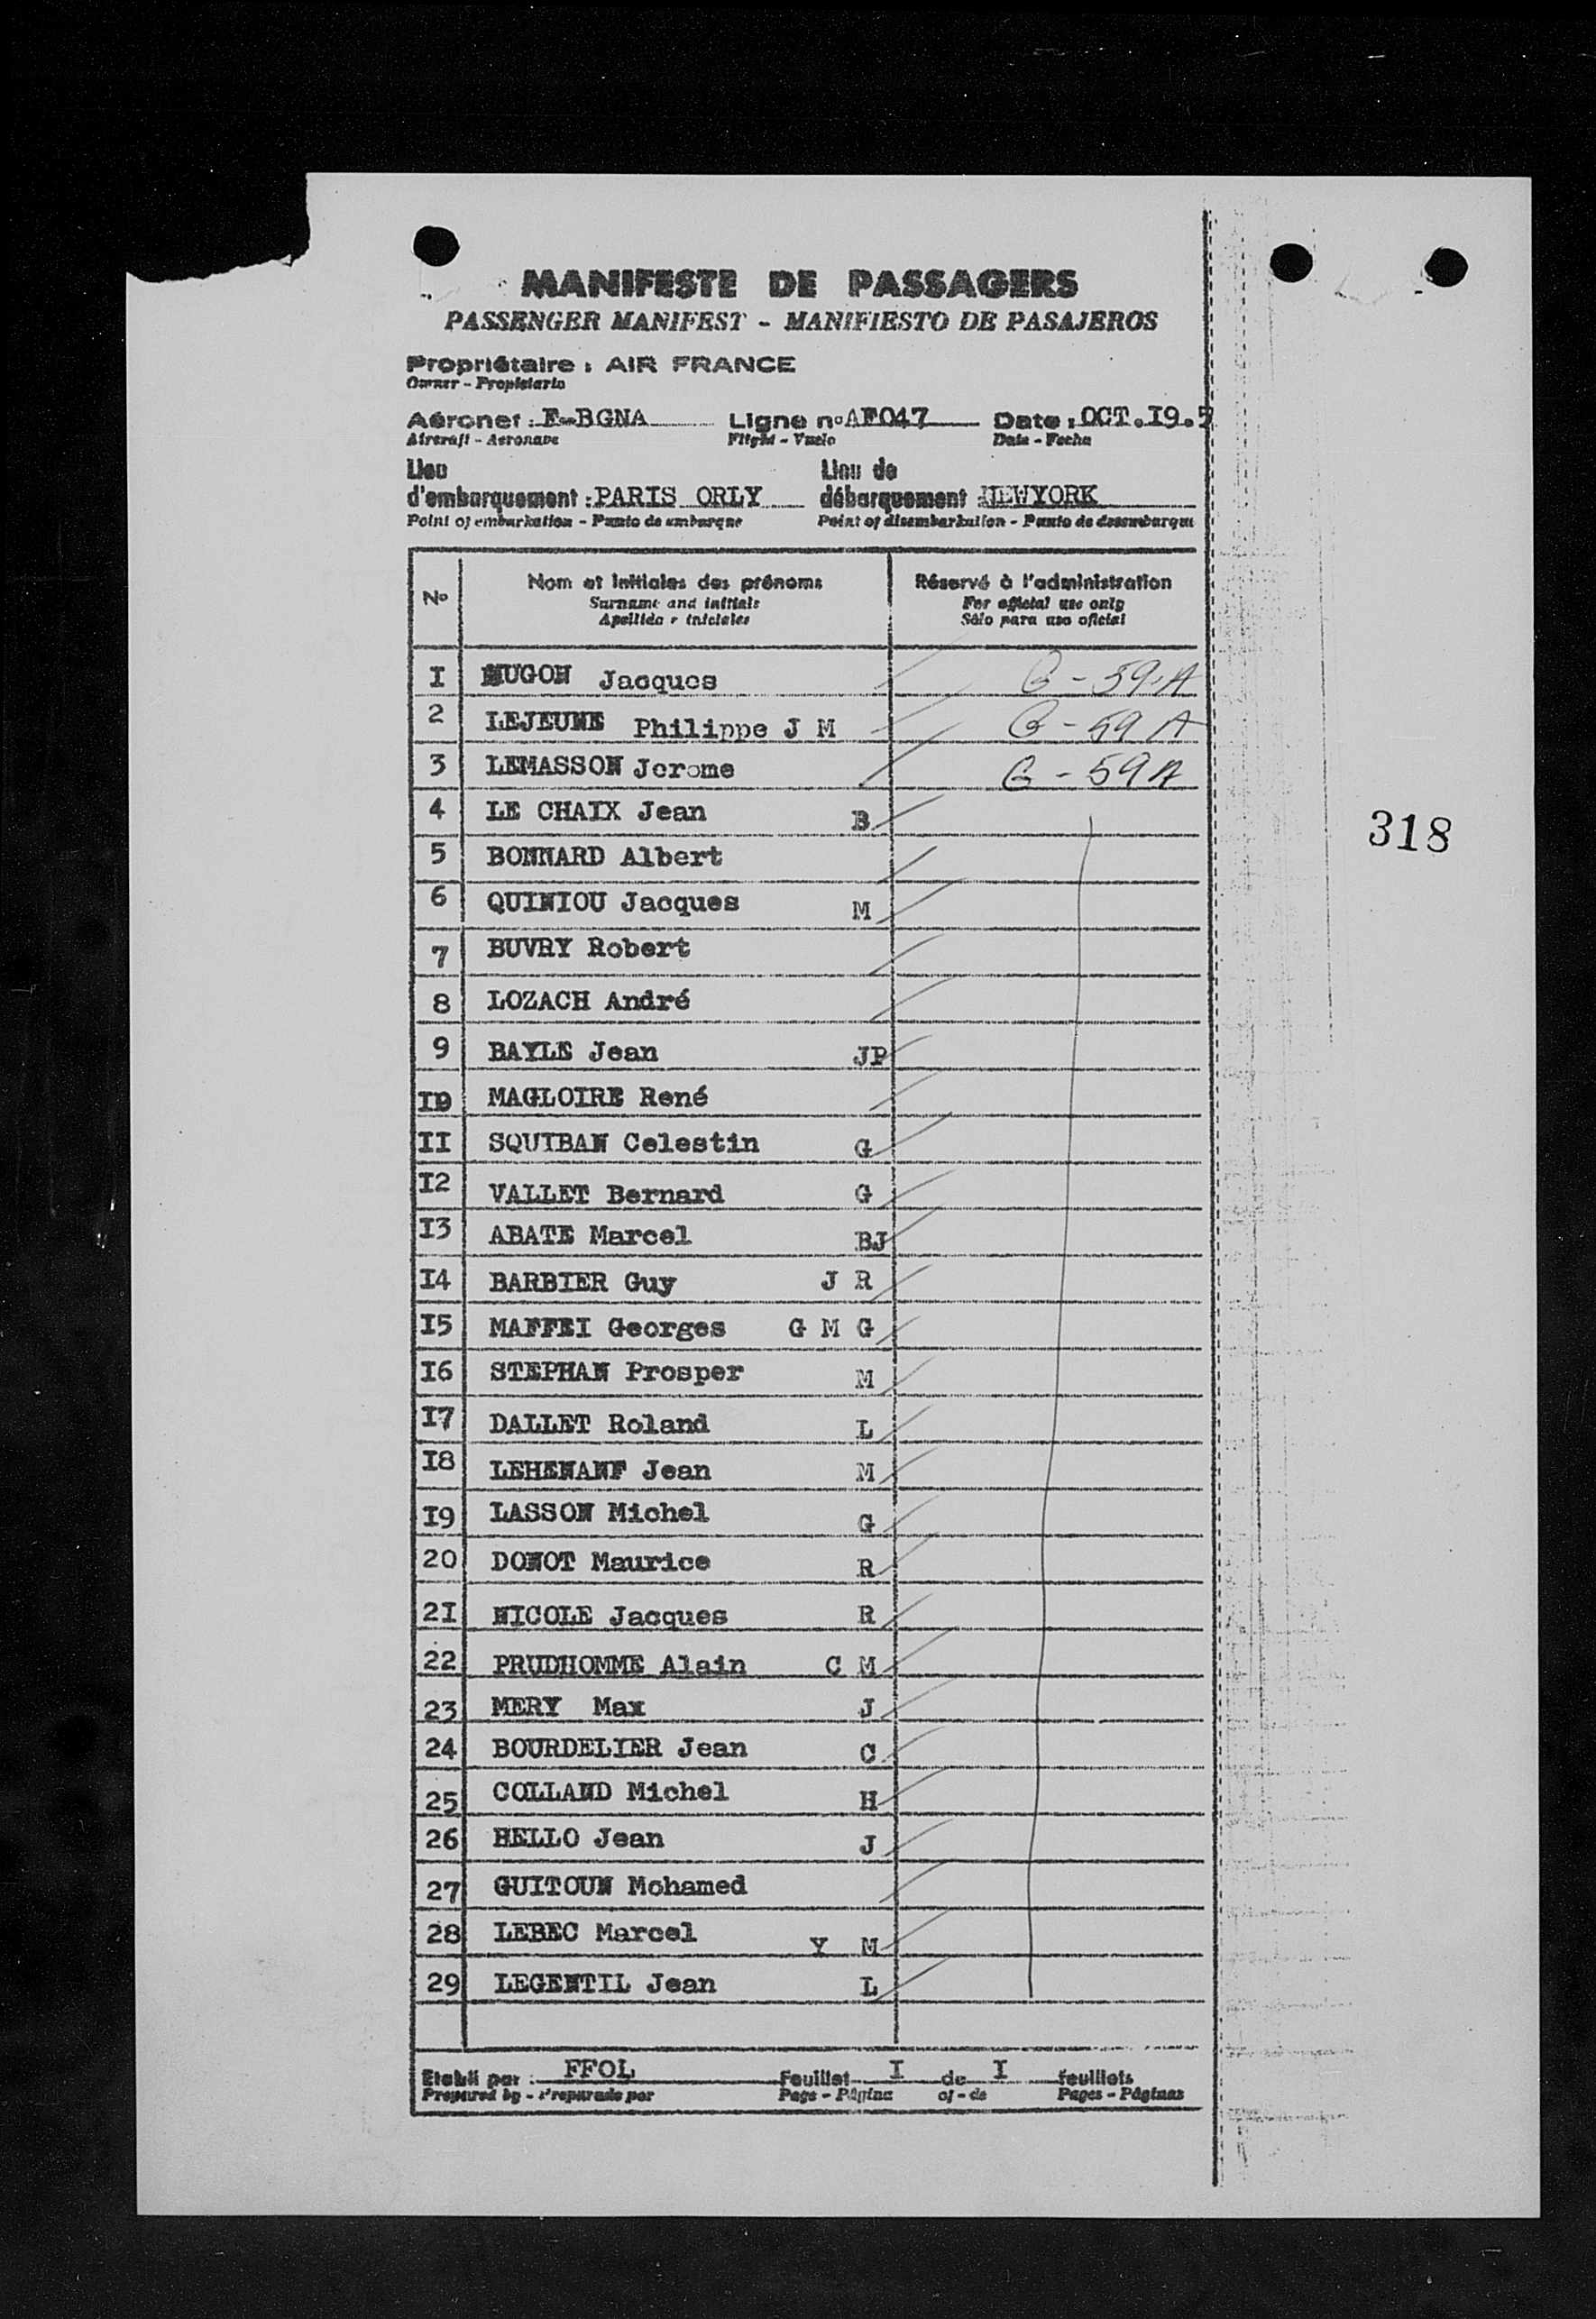 MANIFESTE DE PASSAGERS
PASSENGER MANIFEST - MANIFIESTO DE PASAJEROS
Propriétaire : AIR FRANCE
Owner - Propietario
Aéronef : F-BGNA Ligne n° AF047 Date : OCT.I9.5
Aircraft - Aeronave Flight - Vuelo Date - Fecha
Lieu d'embarquement : PARIS ORLY Lieu de débarquement : NEWYORK
Point of embarkation - Punto de embarque Point of disembarkation - Punto de desembarque
N° Nom et initiales des prénoms Réservé à l'administration
Surname and initials For official use only
Apellido e iniciales Sólo para uso oficial
I HUGON Jacques G - 59 A
2 LEJEUNE Philippe J M G - 59 A
3 LEMASSON Jerome G - 59 A
4 LE CHAIX Jean B
318
5 BONNARD Albert
6 QUINIOU Jacques M
7 BUVRY Robert
8 LOZACH André
9 BAYLE Jean JP
I0 MAGLOIRE René
II SQUIBAN Celestin G
I2 VALLET Bernard G
I3 ABATE Marcel BJ
I4 BARBIER Guy J R
I5 MAFFEI Georges G M G
I6 STEPHAN Prosper M
I7 DALLET Roland L
I8 LEHENANF Jean M
I9 LASSON Michel G
20 DONOT Maurice R
2I NICOLE Jacques R
22 PRUDHOMME Alain C M
23 MERY Max J
24 BOURDELIER Jean C
25 COLLAND Michel H
26 HELLO Jean J
27 GUITOUN Mohamed
28 LEBEC Marcel Y M
29 LEGENTIL Jean L
Etabli par : FFOL Feuillet I de I feuillets
Prepared by - Preparado por Page - Página of - de Pages - Páginas